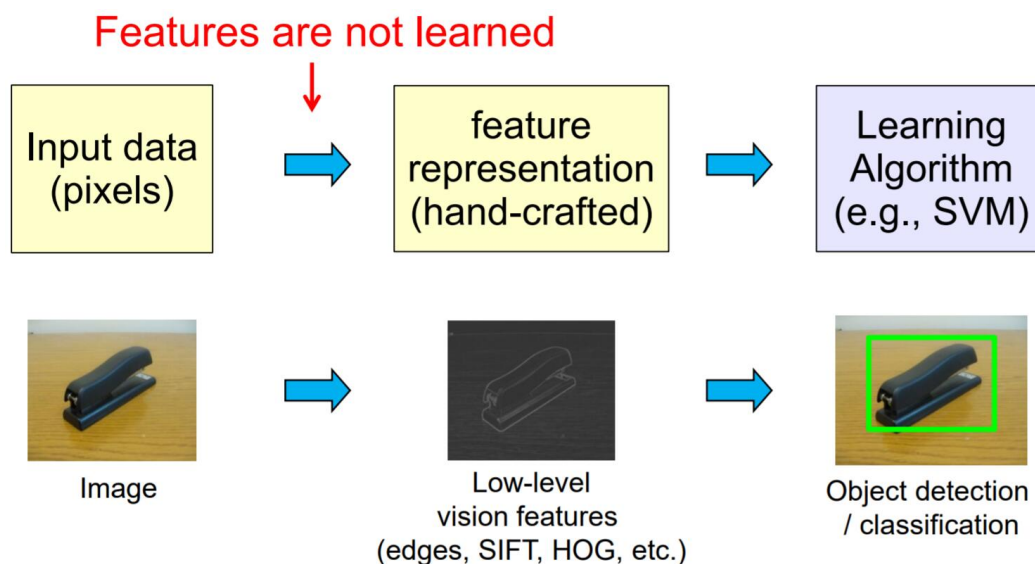 Features are not learned
Input data
(pixels)
feature
representation
(hand-crafted)
Learning
Algorithm
(e.g., SVM)
Image
Low-level
vision features
(edges, SIFT, HOG, etc.)
Object detection
/ classification